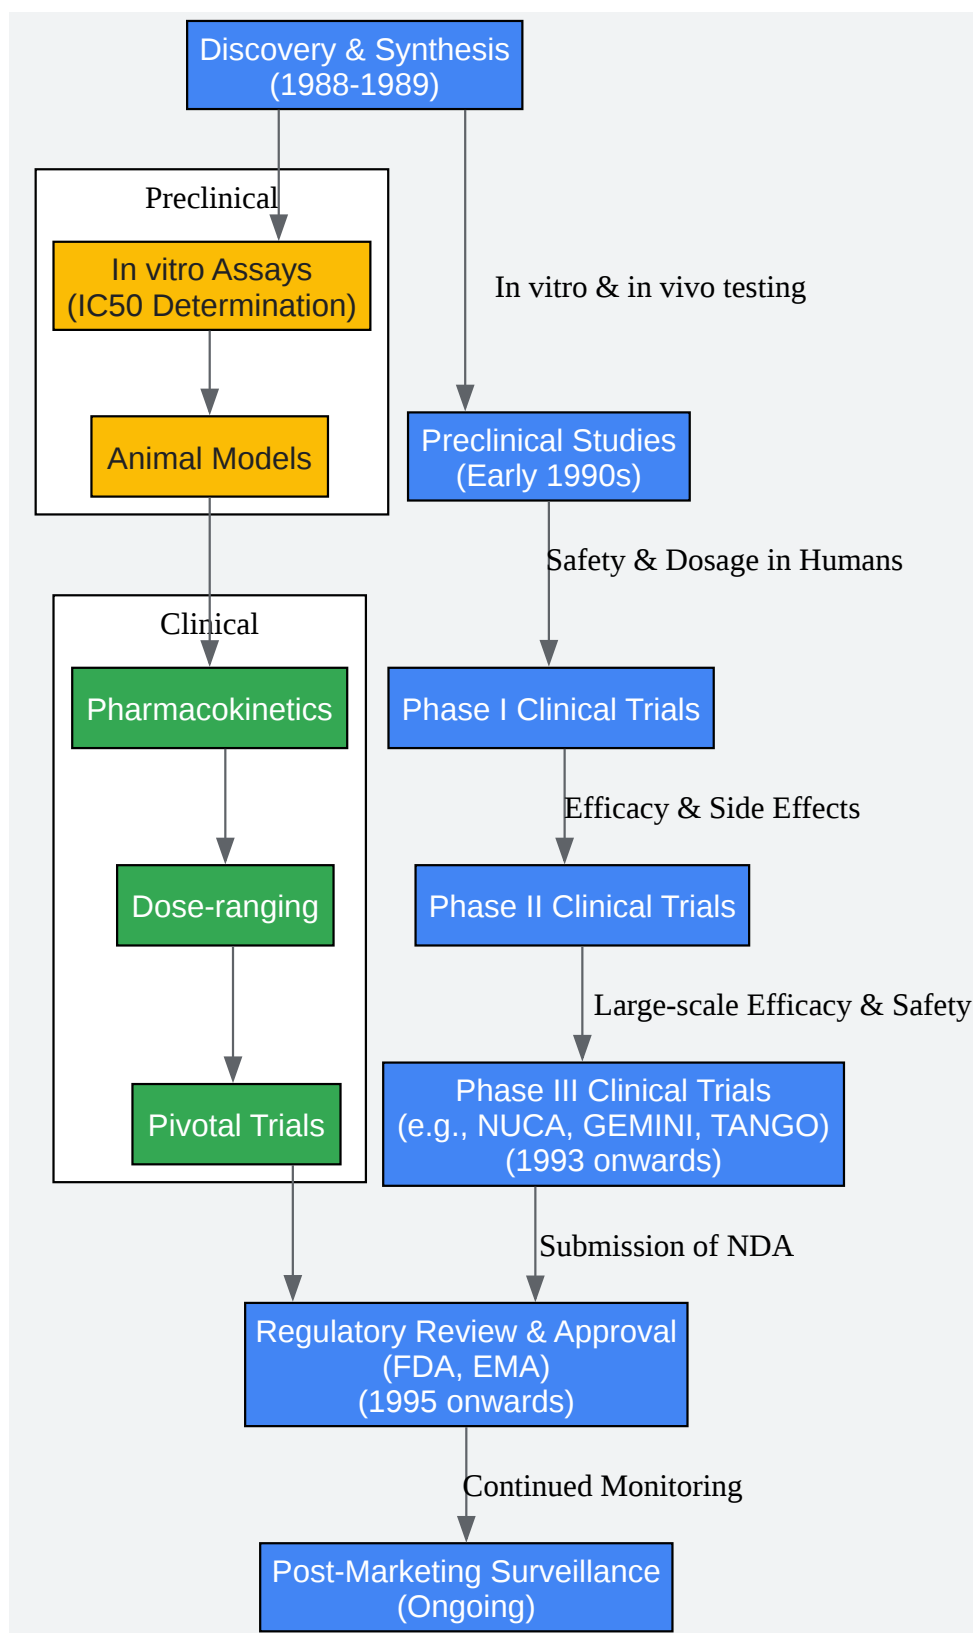 Discovery & Synthesis
(1988-1989)
Preclinical
In vitro Assays
(IC50 Determination)
In vitro & in vivo testing
Animal Models
Preclinical Studies
(Early 1990s)
Safety & Dosage in Humans
Clinical
Pharmacokinetics
Phase I Clinical Trials
Efficacy & Side Effects
Dose-ranging
Phase II Clinical Trials
Large-scale Efficacy & Safety
Pivotal Trials
Phase III Clinical Trials
(e.g., NUCA, GEMINI, TANGO)
(1993 onwards)
Submission of NDA
Regulatory Review & Approval
(FDA, EMA)
(1995 onwards)
Continued Monitoring
Post-Marketing Surveillance
(Ongoing)